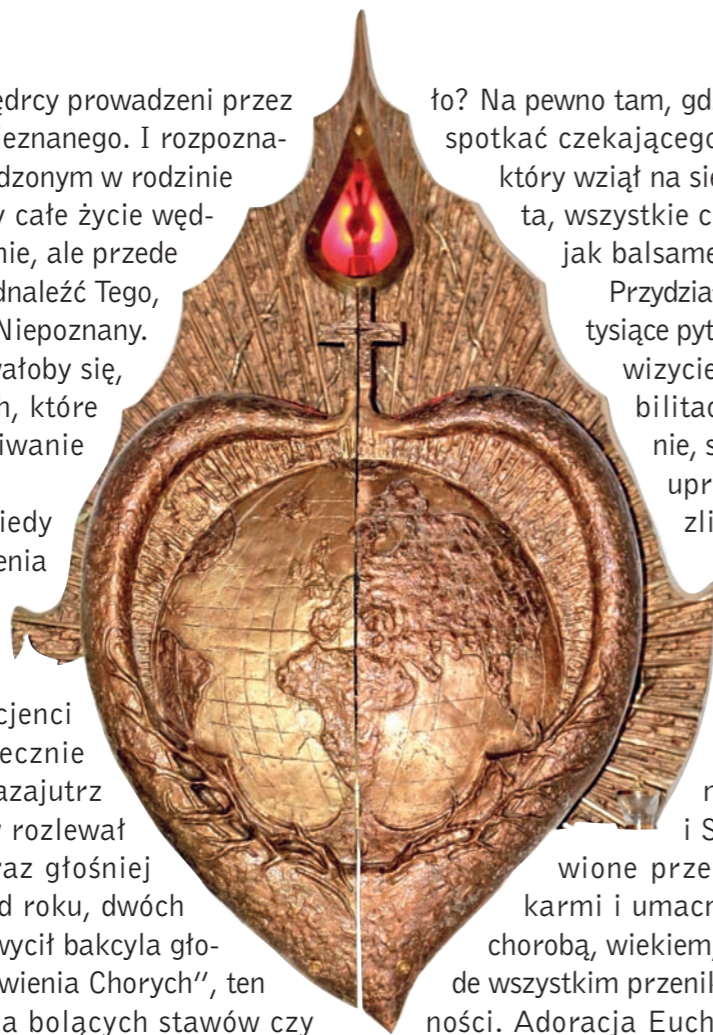 ędrcy prowadzeni przez
ieznanego. I rozpozna-
dzonym w rodzinie
całe życie węd-
nie, ale przede
dnaleźć Tego,
Niepoznany.
ałoby się,
h, które
iwanie
iedy
enia
cjenci
ecznie
azajutrz
rozlewał
raz głośniej
d roku, dwóch
wycił bakcyla gło-
wienia Chorych”, ten
a bolących stawów czy
ło? Na pewno tam, gd
spotkać czekającego
który wziął na si
ta, wszystkie c
jak balsame
Przydzia
tysiące pyt
wizycie
bilitac
nie, s
upr
zli
i S
wione prze
karmi i umacn
chorobą, wiekiem,
de wszystkim przenik
ności. Adoracja Euch